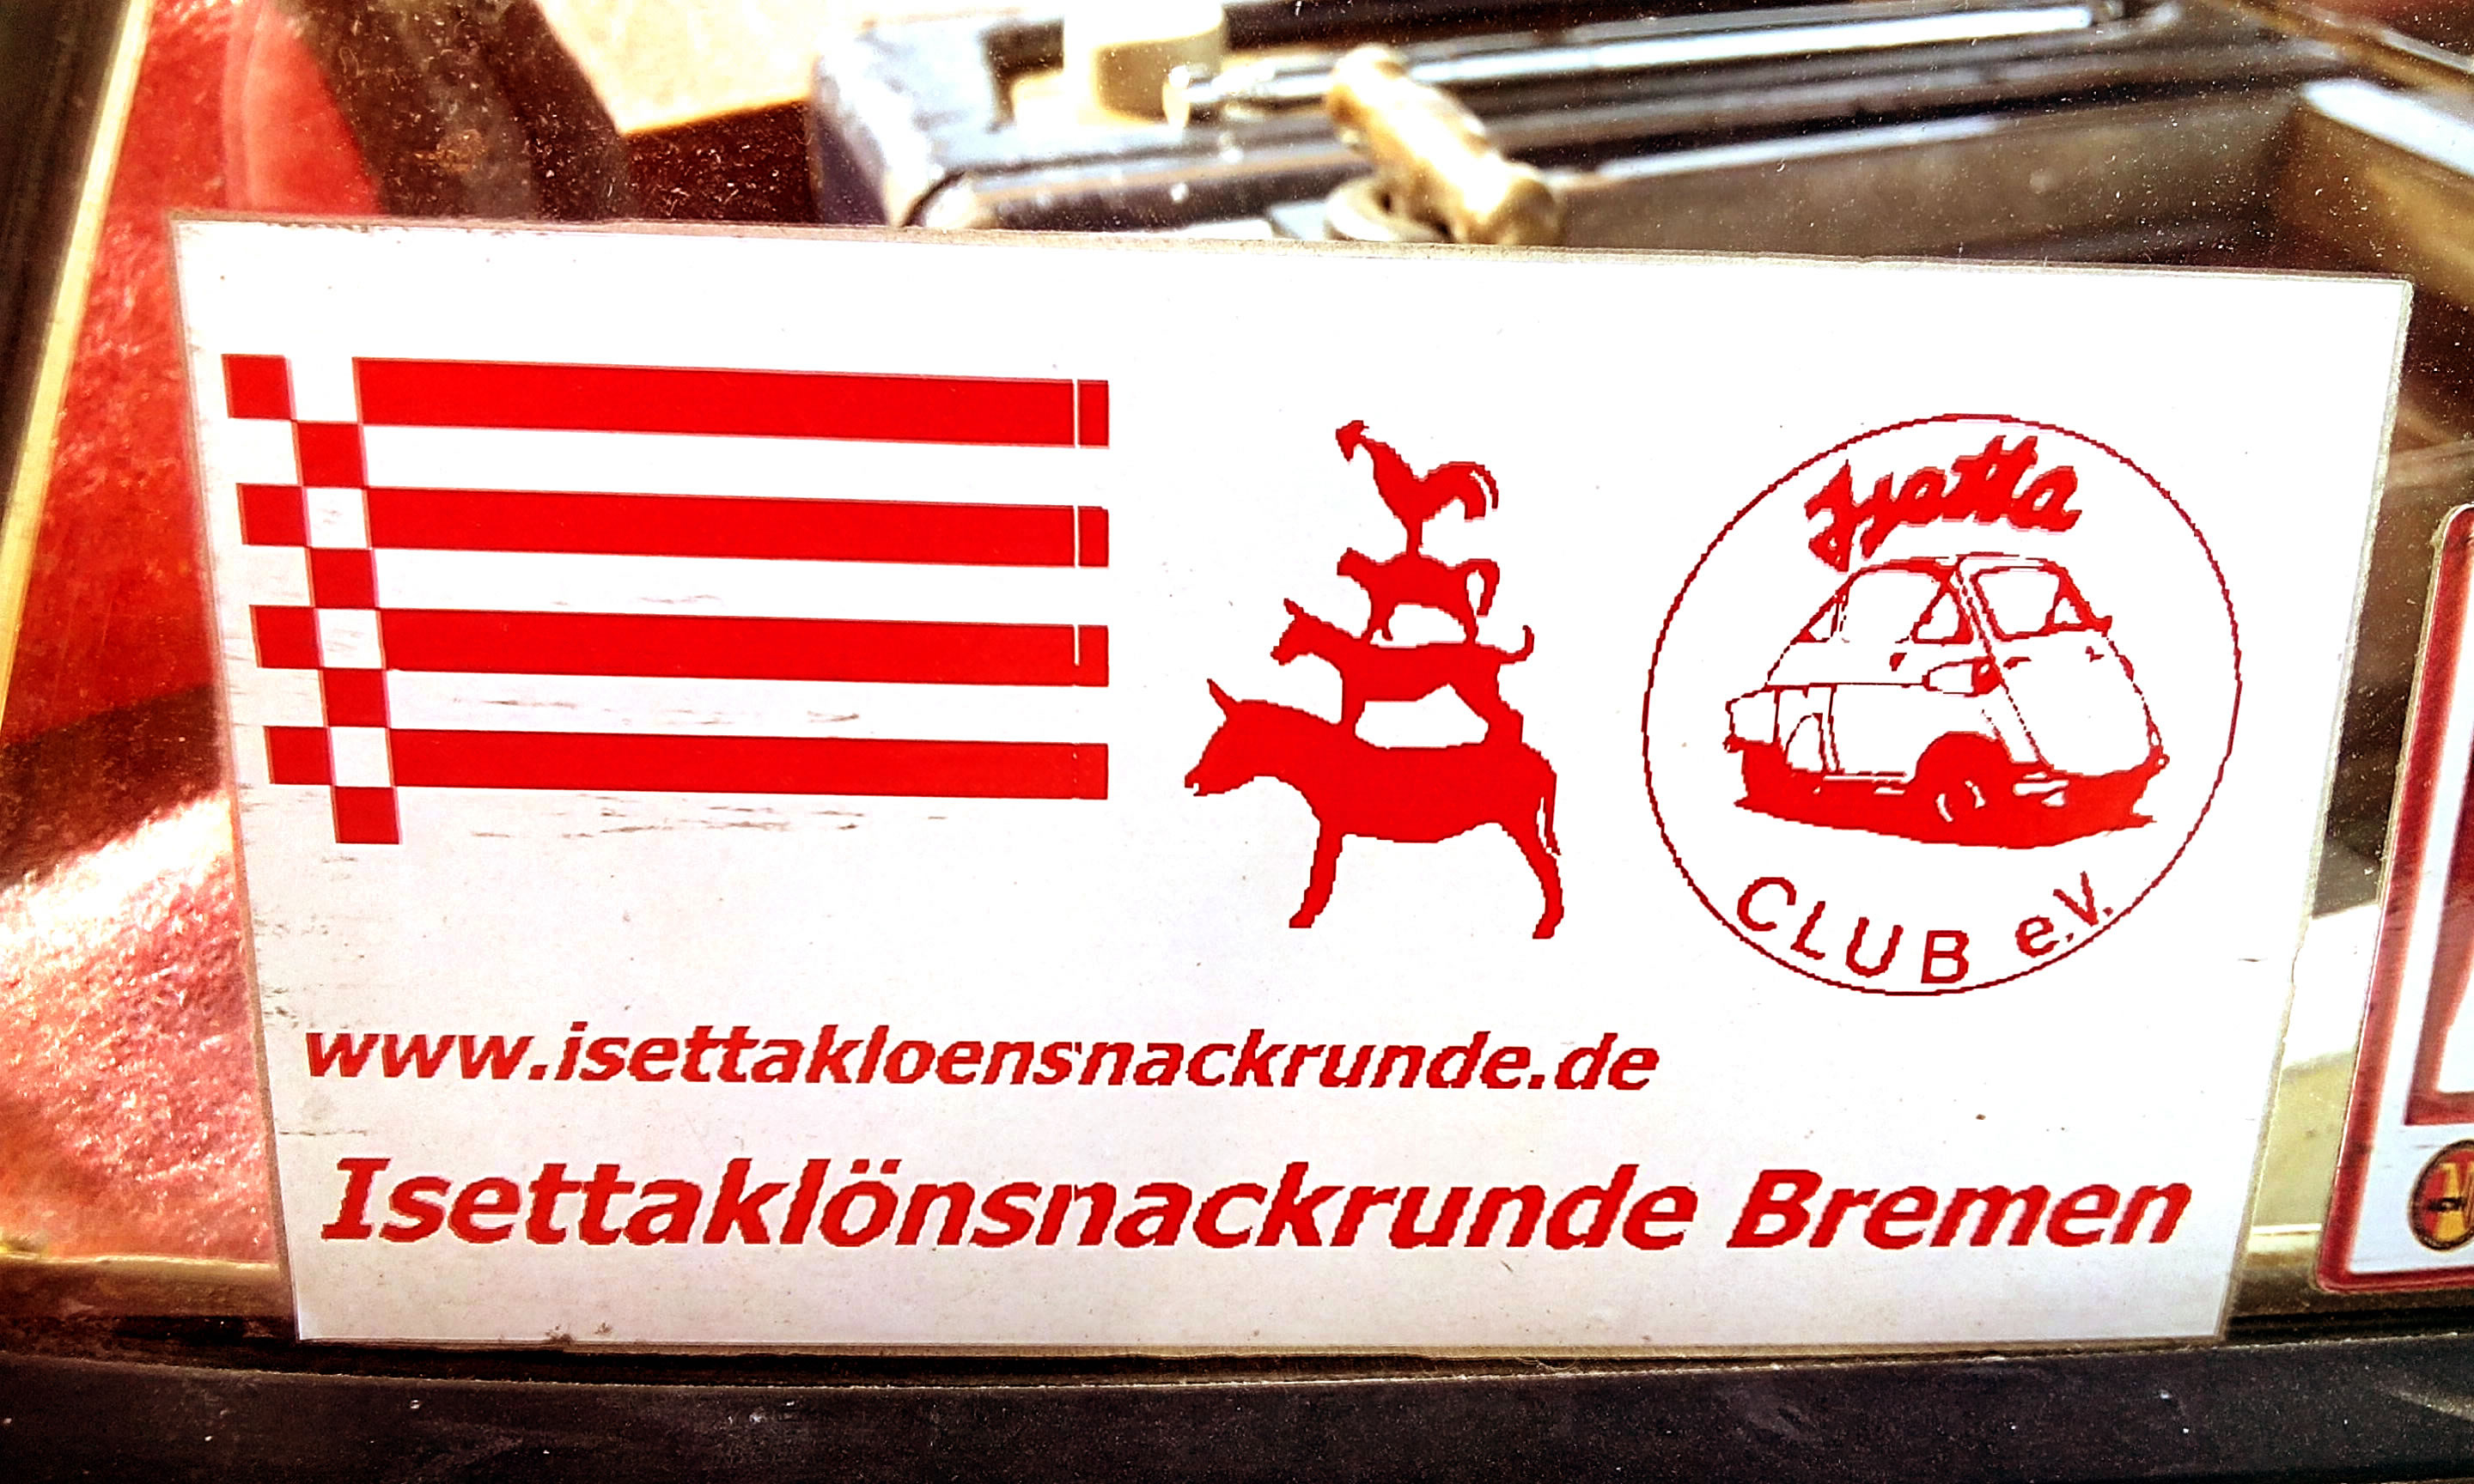 Isetta
CLUB e.V.
www.isettakloensnackrunde.de
Isettaklönsnackrunde Bremen